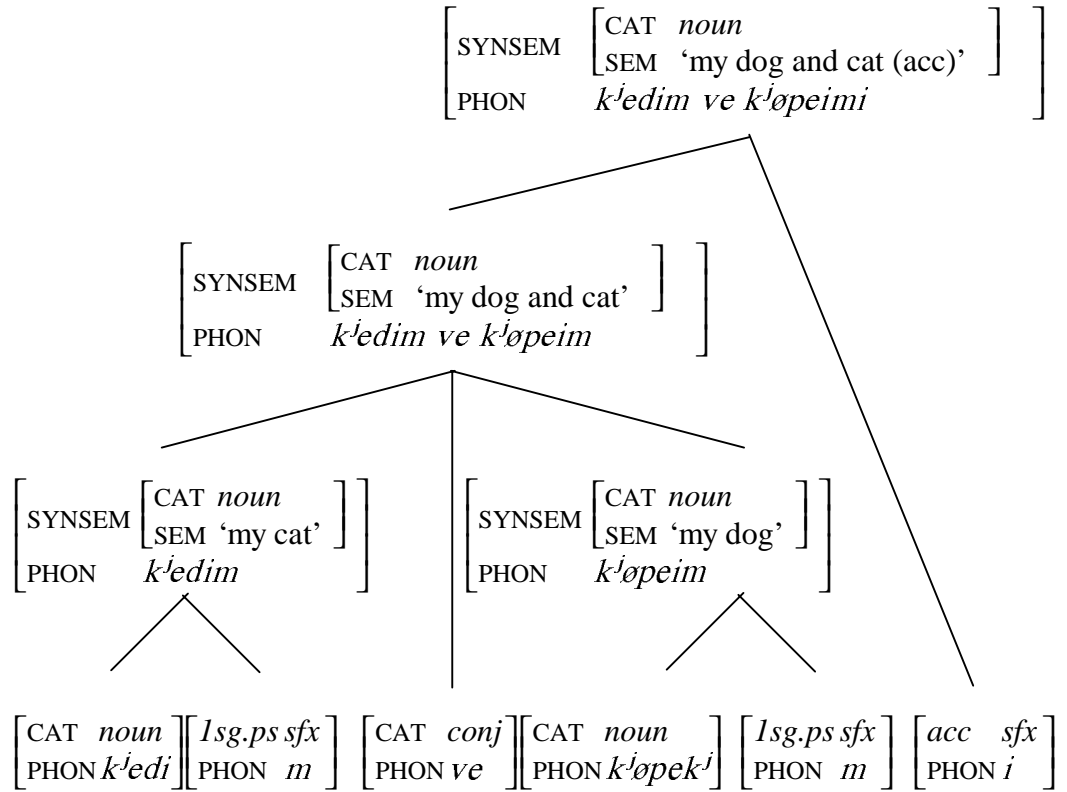 CAT noun
SYNSEM
SEM ‘my dog and cat (acc)’
PHON kʲedim ve kʲøpeimi
CAT noun
SYNSEM
SEM ‘my dog and cat’
PHON kʲedim ve kʲøpeim
CAT noun
SYNSEM
SEM ‘my cat’
PHON kʲedim
CAT noun
SYNSEM
SEM ‘my dog’
PHON kʲøpeim
CAT noun
PHON kʲedi
1sg.ps sfx
PHON m
CAT conj
PHON ve
CAT noun
PHON kʲøpekʲ
1sg.ps sfx
PHON m
acc sfx
PHON i